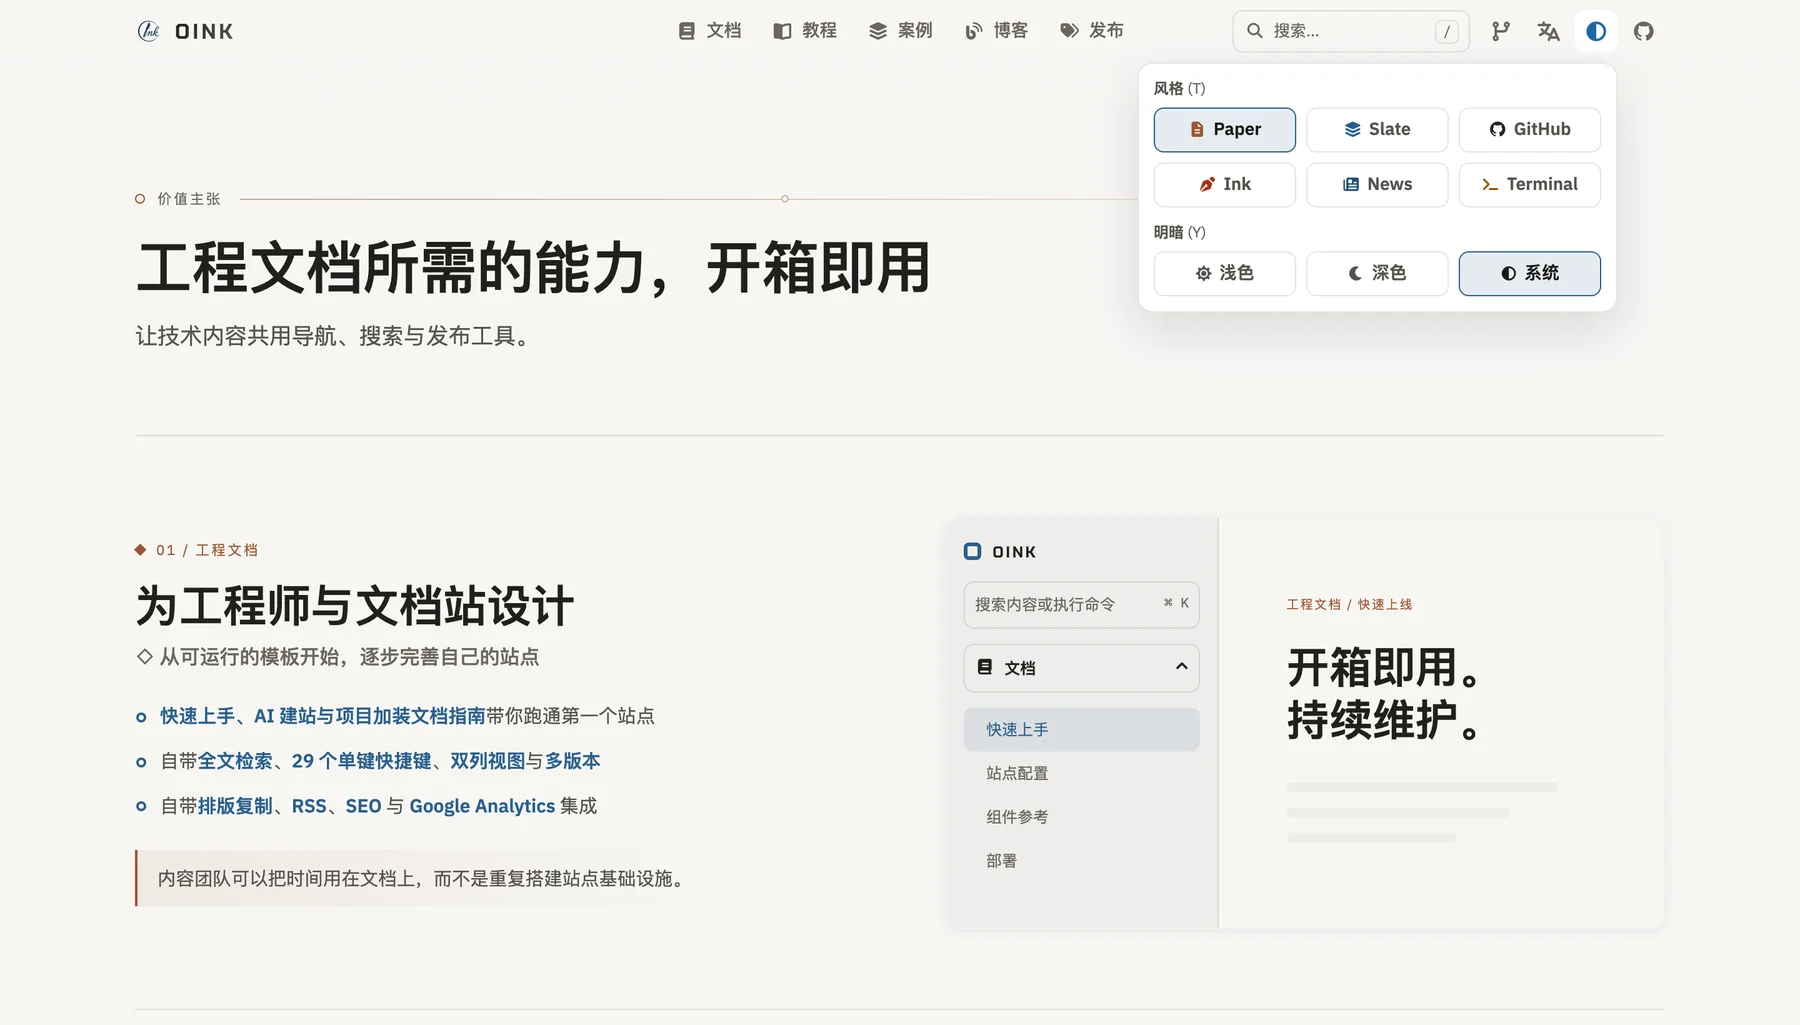 OINK
文档
教程
案例
博客
发布
搜索...
/
风格 (T)
Paper
Slate
GitHub
Ink
News
Terminal
明暗 (Y)
浅色
深色
系统
价值主张
工程文档所需的能力，开箱即用
让技术内容共用导航、搜索与发布工具。
01 / 工程文档
为工程师与文档站设计
从可运行的模板开始，逐步完善自己的站点
快速上手、AI 建站与项目加装文档指南带你跑通第一个站点
自带全文检索、29 个单键快捷键、双列视图与多版本
自带排版复制、RSS、SEO 与 Google Analytics 集成
内容团队可以把时间用在文档上，而不是重复搭建站点基础设施。
OINK
搜索内容或执行命令
⌘ K
文档
快速上手
站点配置
组件参考
部署
工程文档 / 快速上线
开箱即用。
持续维护。